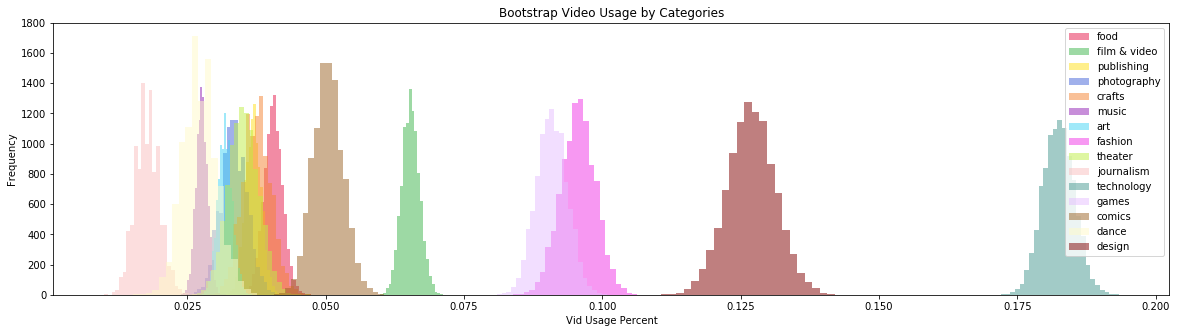 Bootstrap Video Usage by Categories
Frequency
1800
1600
1400
1200
1000
800
600
400
200
0
0.025
0.050
0.075
0.100
0.125
0.150
0.175
0.200
Vid Usage Percent
food
film & video
publishing
photography
crafts
music
art
fashion
theater
journalism
technology
games
comics
dance
design